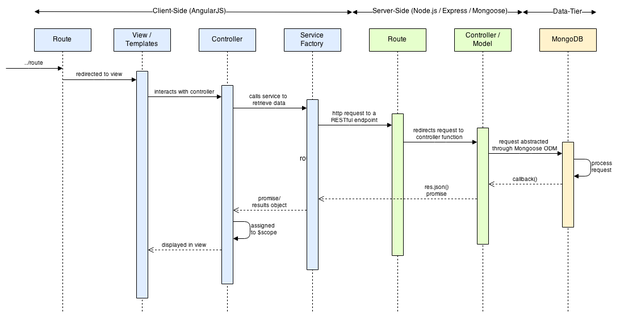 Client-Side (AngularJS)
Server-Side (Node.js / Express / Mongoose)
Data-Tier
Route
View /
Templates
Controller
Service
Factory
Route
Controller /
Model
MongoDB
../route
redirected to view
interacts with controller
calls service to
retrieve data
http request to a
RESTful endpoint
redirects request to
controller function
request abstracted
through Mongoose ODM
process
request
ro
callback()
res.json()
promise
promise/
results object
assigned
to $scope
displayed in view